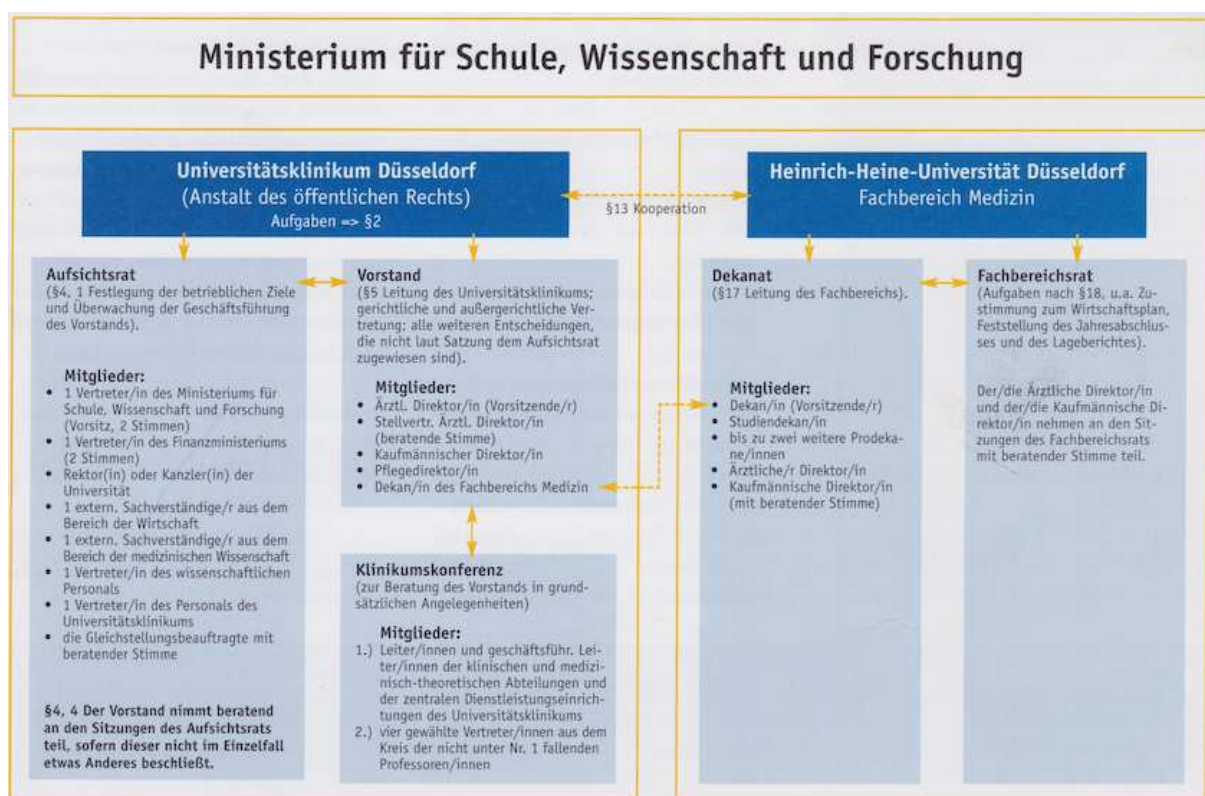 Ministerium für Schule, Wissenschaft und Forschung
Universitätsklinikum Düsseldorf
(Anstalt des öffentlichen Rechts)
Aufgaben => §2
§13 Kooperation
Heinrich-Heine-Universität Düsseldorf
Fachbereich Medizin
Aufsichtsrat
(§4, 1 Festlegung der betrieblichen Ziele
und Überwachung der Geschäftsführung
des Vorstands).
Mitglieder:
• 1 Vertreter/in des Ministeriums für
Schule, Wissenschaft und Forschung
(Vorsitz, 2 Stimmen)
• 1 Vertreter/in des Finanzministeriums
(2 Stimmen)
• Rektor(in) oder Kanzler(in) der
Universität
• 1 extern. Sachverständige/r aus dem
Bereich der Wirtschaft
• 1 extern. Sachverständige/r aus dem
Bereich der medizinischen Wissenschaft
• 1 Vertreter/in des wissenschaftlichen
Personals
• 1 Vertreter/in des Personals des
Universitätsklinikums
• die Gleichstellungsbeauftragte mit
beratender Stimme
§4, 4 Der Vorstand nimmt beratend
an den Sitzungen des Aufsichtsrats
teil, sofern dieser nicht im Einzelfall
etwas Anderes beschließt.
Vorstand
(§5 Leitung des Universitätsklinikums;
gerichtliche und außergerichtliche Ver-
tretung; alle weiteren Entscheidungen,
die nicht laut Satzung dem Aufsichtsrat
zugewiesen sind).
Mitglieder:
• Ärztl. Direktor/in (Vorsitzende/r)
• Stellvertr. Ärztl. Direktor/in
(beratende Stimme)
• Kaufmännischer Direktor/in
• Pflegedirektor/in
• Dekan/in des Fachbereichs Medizin
Klinikumskonferenz
(zur Beratung des Vorstands in grund-
sätzlichen Angelegenheiten)
Mitglieder:
1.) Leiter/innen und geschäftsführ. Lei-
ter/innen der klinischen und medizi-
nisch-theoretischen Abteilungen und
der zentralen Dienstleistungseinrich-
tungen des Universitätsklinikums
2.) vier gewählte Vertreter/innen aus dem
Kreis der nicht unter Nr. 1 fallenden
Professoren/innen
Dekanat
(§17 Leitung des Fachbereichs).
Mitglieder:
• Dekan/in (Vorsitzende/r)
• Studiendekan/in
• bis zu zwei weitere Prodeka-
ne/innen
• Ärztliche/r Direktor/in
• Kaufmännische Direktor/in
(mit beratender Stimme)
Fachbereichsrat
(Aufgaben nach §18, u.a. Zu-
stimmung zum Wirtschaftsplan,
Feststellung des Jahresabschlus-
ses und des Lageberichtes).
Der/die Ärztliche Direktor/in
und der/die Kaufmännische Di-
rektor/in nehmen an den Sit-
zungen des Fachbereichsrats
mit beratender Stimme teil.